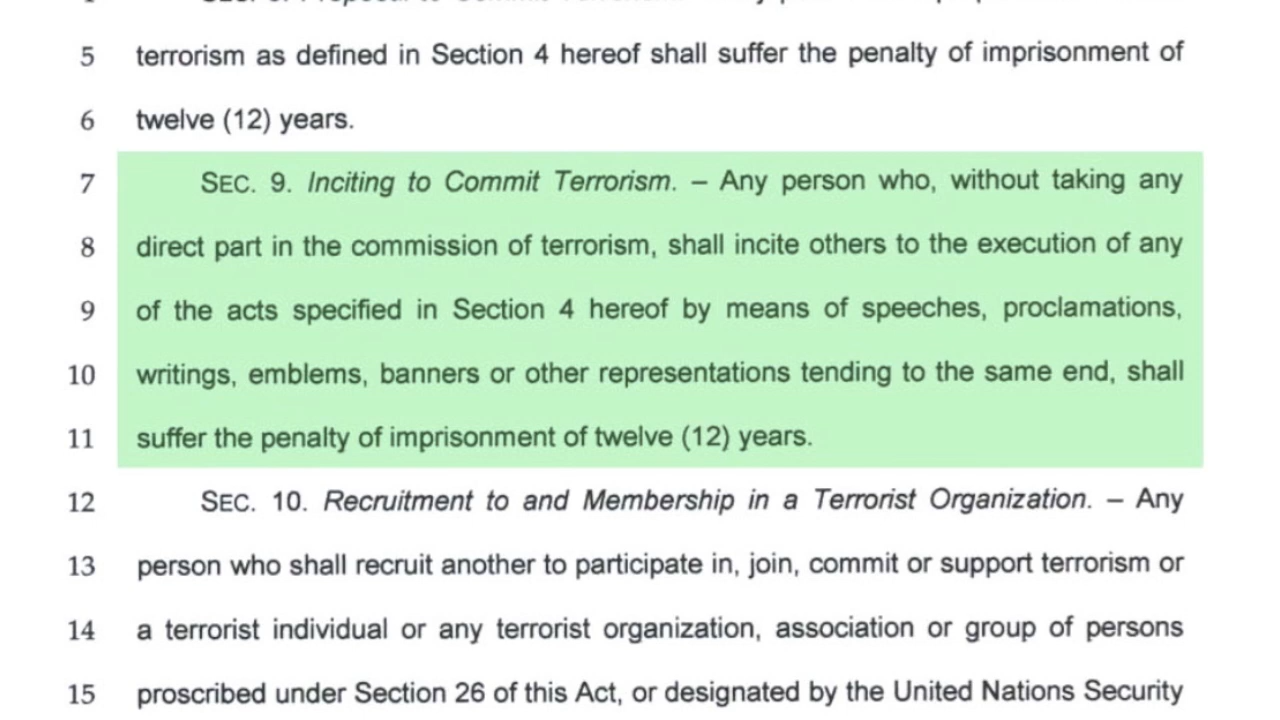 5 terrorism as defined in Section 4 hereof shall suffer the penalty of imprisonment of
6 twelve (12) years.
7 SEC. 9. Inciting to Commit Terrorism. – Any person who, without taking any
8 direct part in the commission of terrorism, shall incite others to the execution of any
9 of the acts specified in Section 4 hereof by means of speeches, proclamations,
10 writings, emblems, banners or other representations tending to the same end, shall
11 suffer the penalty of imprisonment of twelve (12) years.
12 SEC. 10. Recruitment to and Membership in a Terrorist Organization. – Any
13 person who shall recruit another to participate in, join, commit or support terrorism or
14 a terrorist individual or any terrorist organization, association or group of persons
15 proscribed under Section 26 of this Act, or designated by the United Nations Security